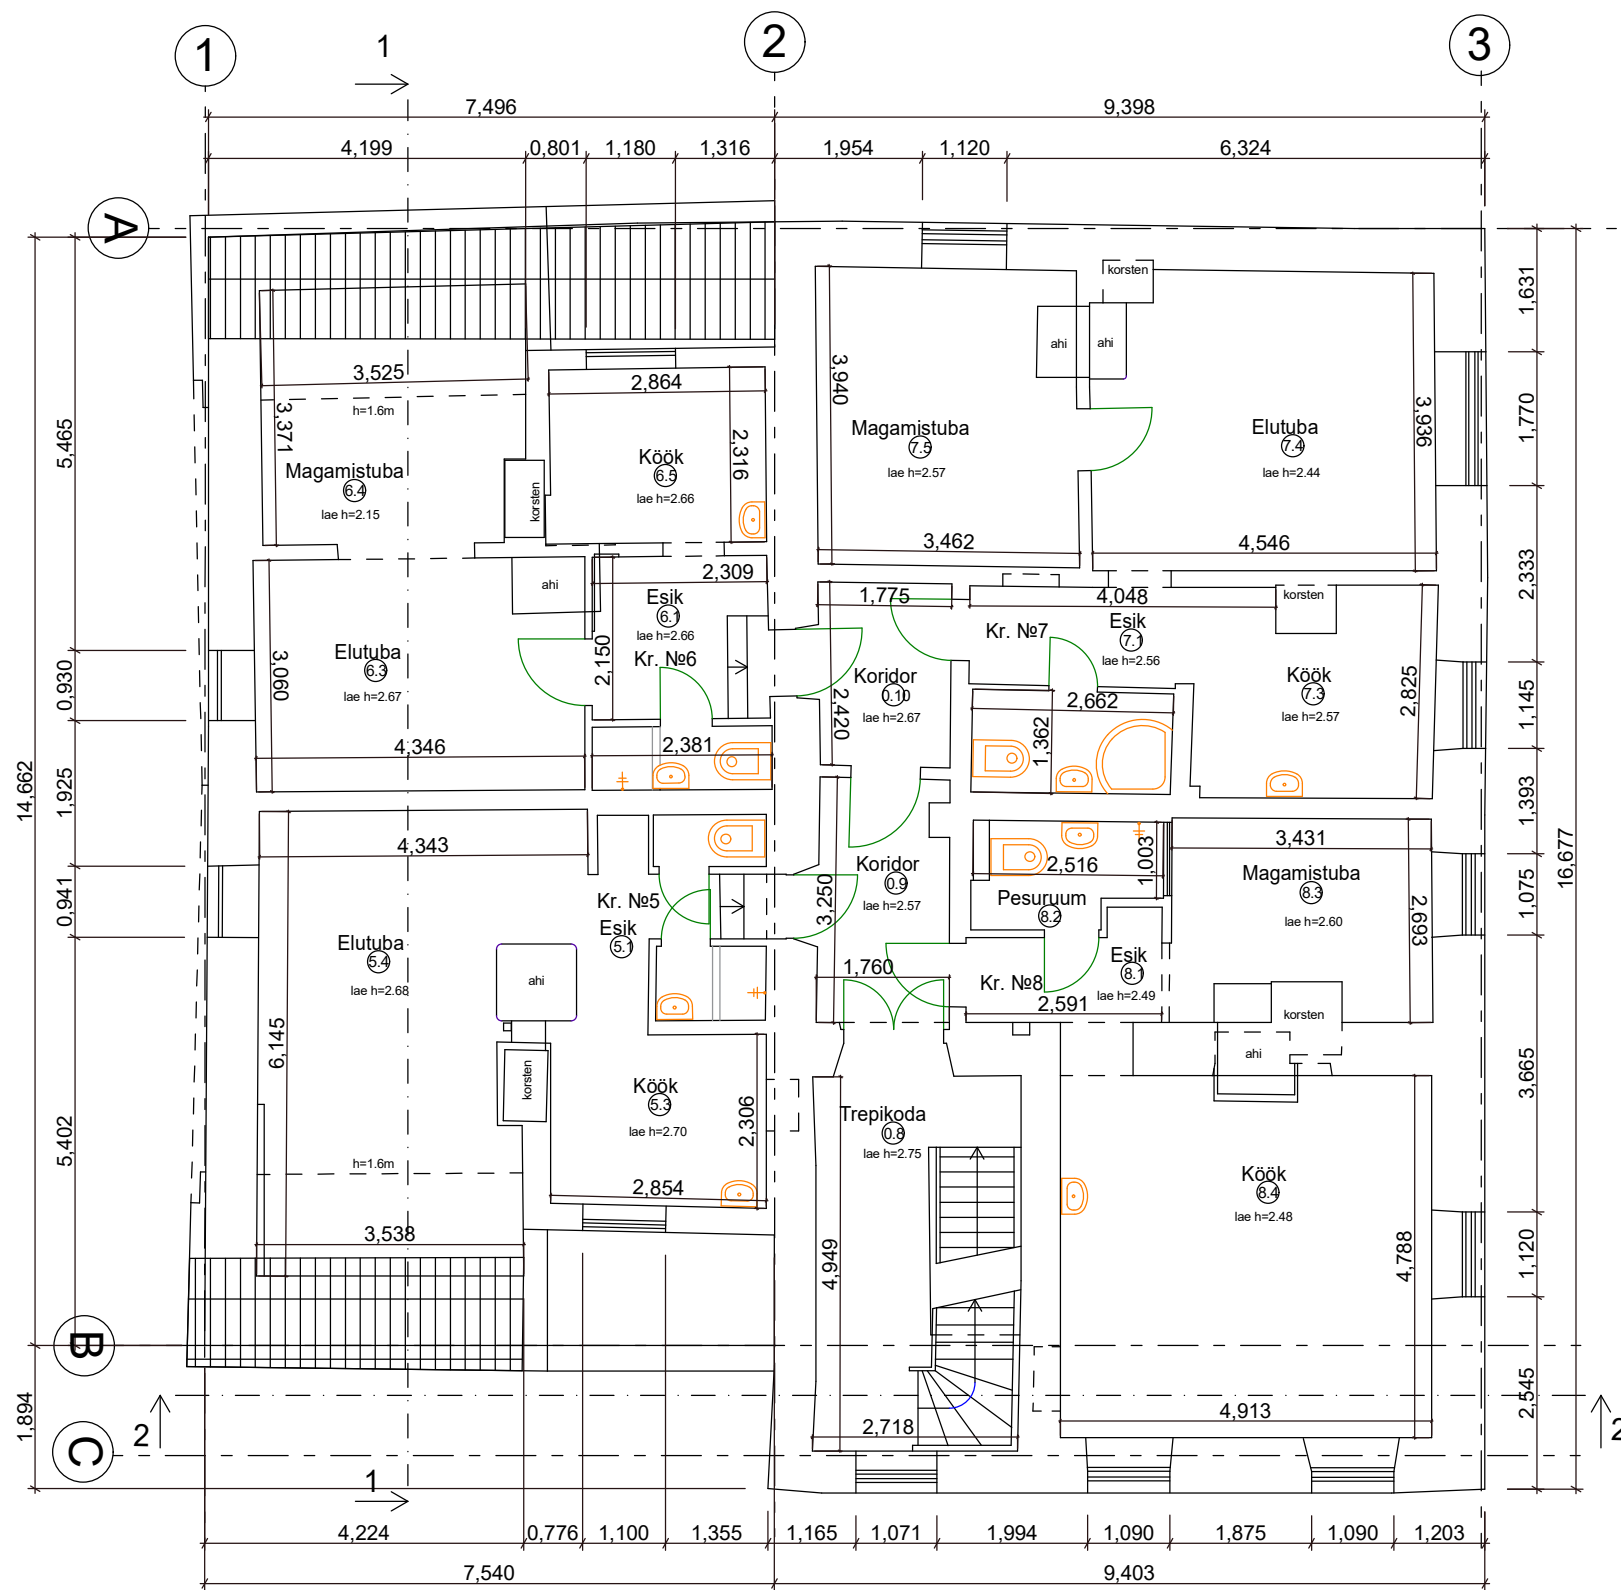 1
2
3
1
7,496
9,398
4,199
0,801
1,180
1,316
1,954
1,120
6,324
A
korsten
1,631
ahi
ahi
3,525
h=1.6m
3,371
2,864
3,940
3,936
1,770
5,465
Magamistuba
6.4
lae h=2.15
Köök
6.5
lae h=2.66
2,316
korsten
Magamistuba
7.5
lae h=2.57
Elutuba
7.4
lae h=2.44
3,462
4,546
2,333
ahi
2,309
Esik
6.1
lae h=2.66
Kr. №6
2,150
1,775
4,048
korsten
Kr. №7
Esik
7.1
lae h=2.56
Elutuba
6.3
lae h=2.67
3,090
0,930
Koridor
0.10
lae h=2.67
2,420
Köök
7.3
lae h=2.57
2,825
1,145
2,662
1,362
4,346
2,381
14,662
1,925
1,393
16,677
4,343
3,431
2,516
1,003
0,941
Kr. №5
Esik
5.1
3,250
Koridor
0.9
lae h=2.57
Pesuruum
8.2
Magamistuba
8.3
lae h=2.60
2,693
1,075
Elutuba
5.4
lae h=2.68
ahi
1,760
Kr. №8
Esik
8.1
lae h=2.49
2,591
korsten
ahi
6,145
korsten
Köök
5.3
lae h=2.70
2,306
Trepikoda
0.8
lae h=2.75
3,665
5,402
h=1.6m
2,854
Köök
8.4
lae h=2.48
3,538
4,949
4,788
1,120
B
1,894
2
C
1
2,718
4,913
2,545
2
4,224
0,776
1,100
1,355
1,165
1,071
1,994
1,090
1,875
1,090
1,203
7,540
9,403